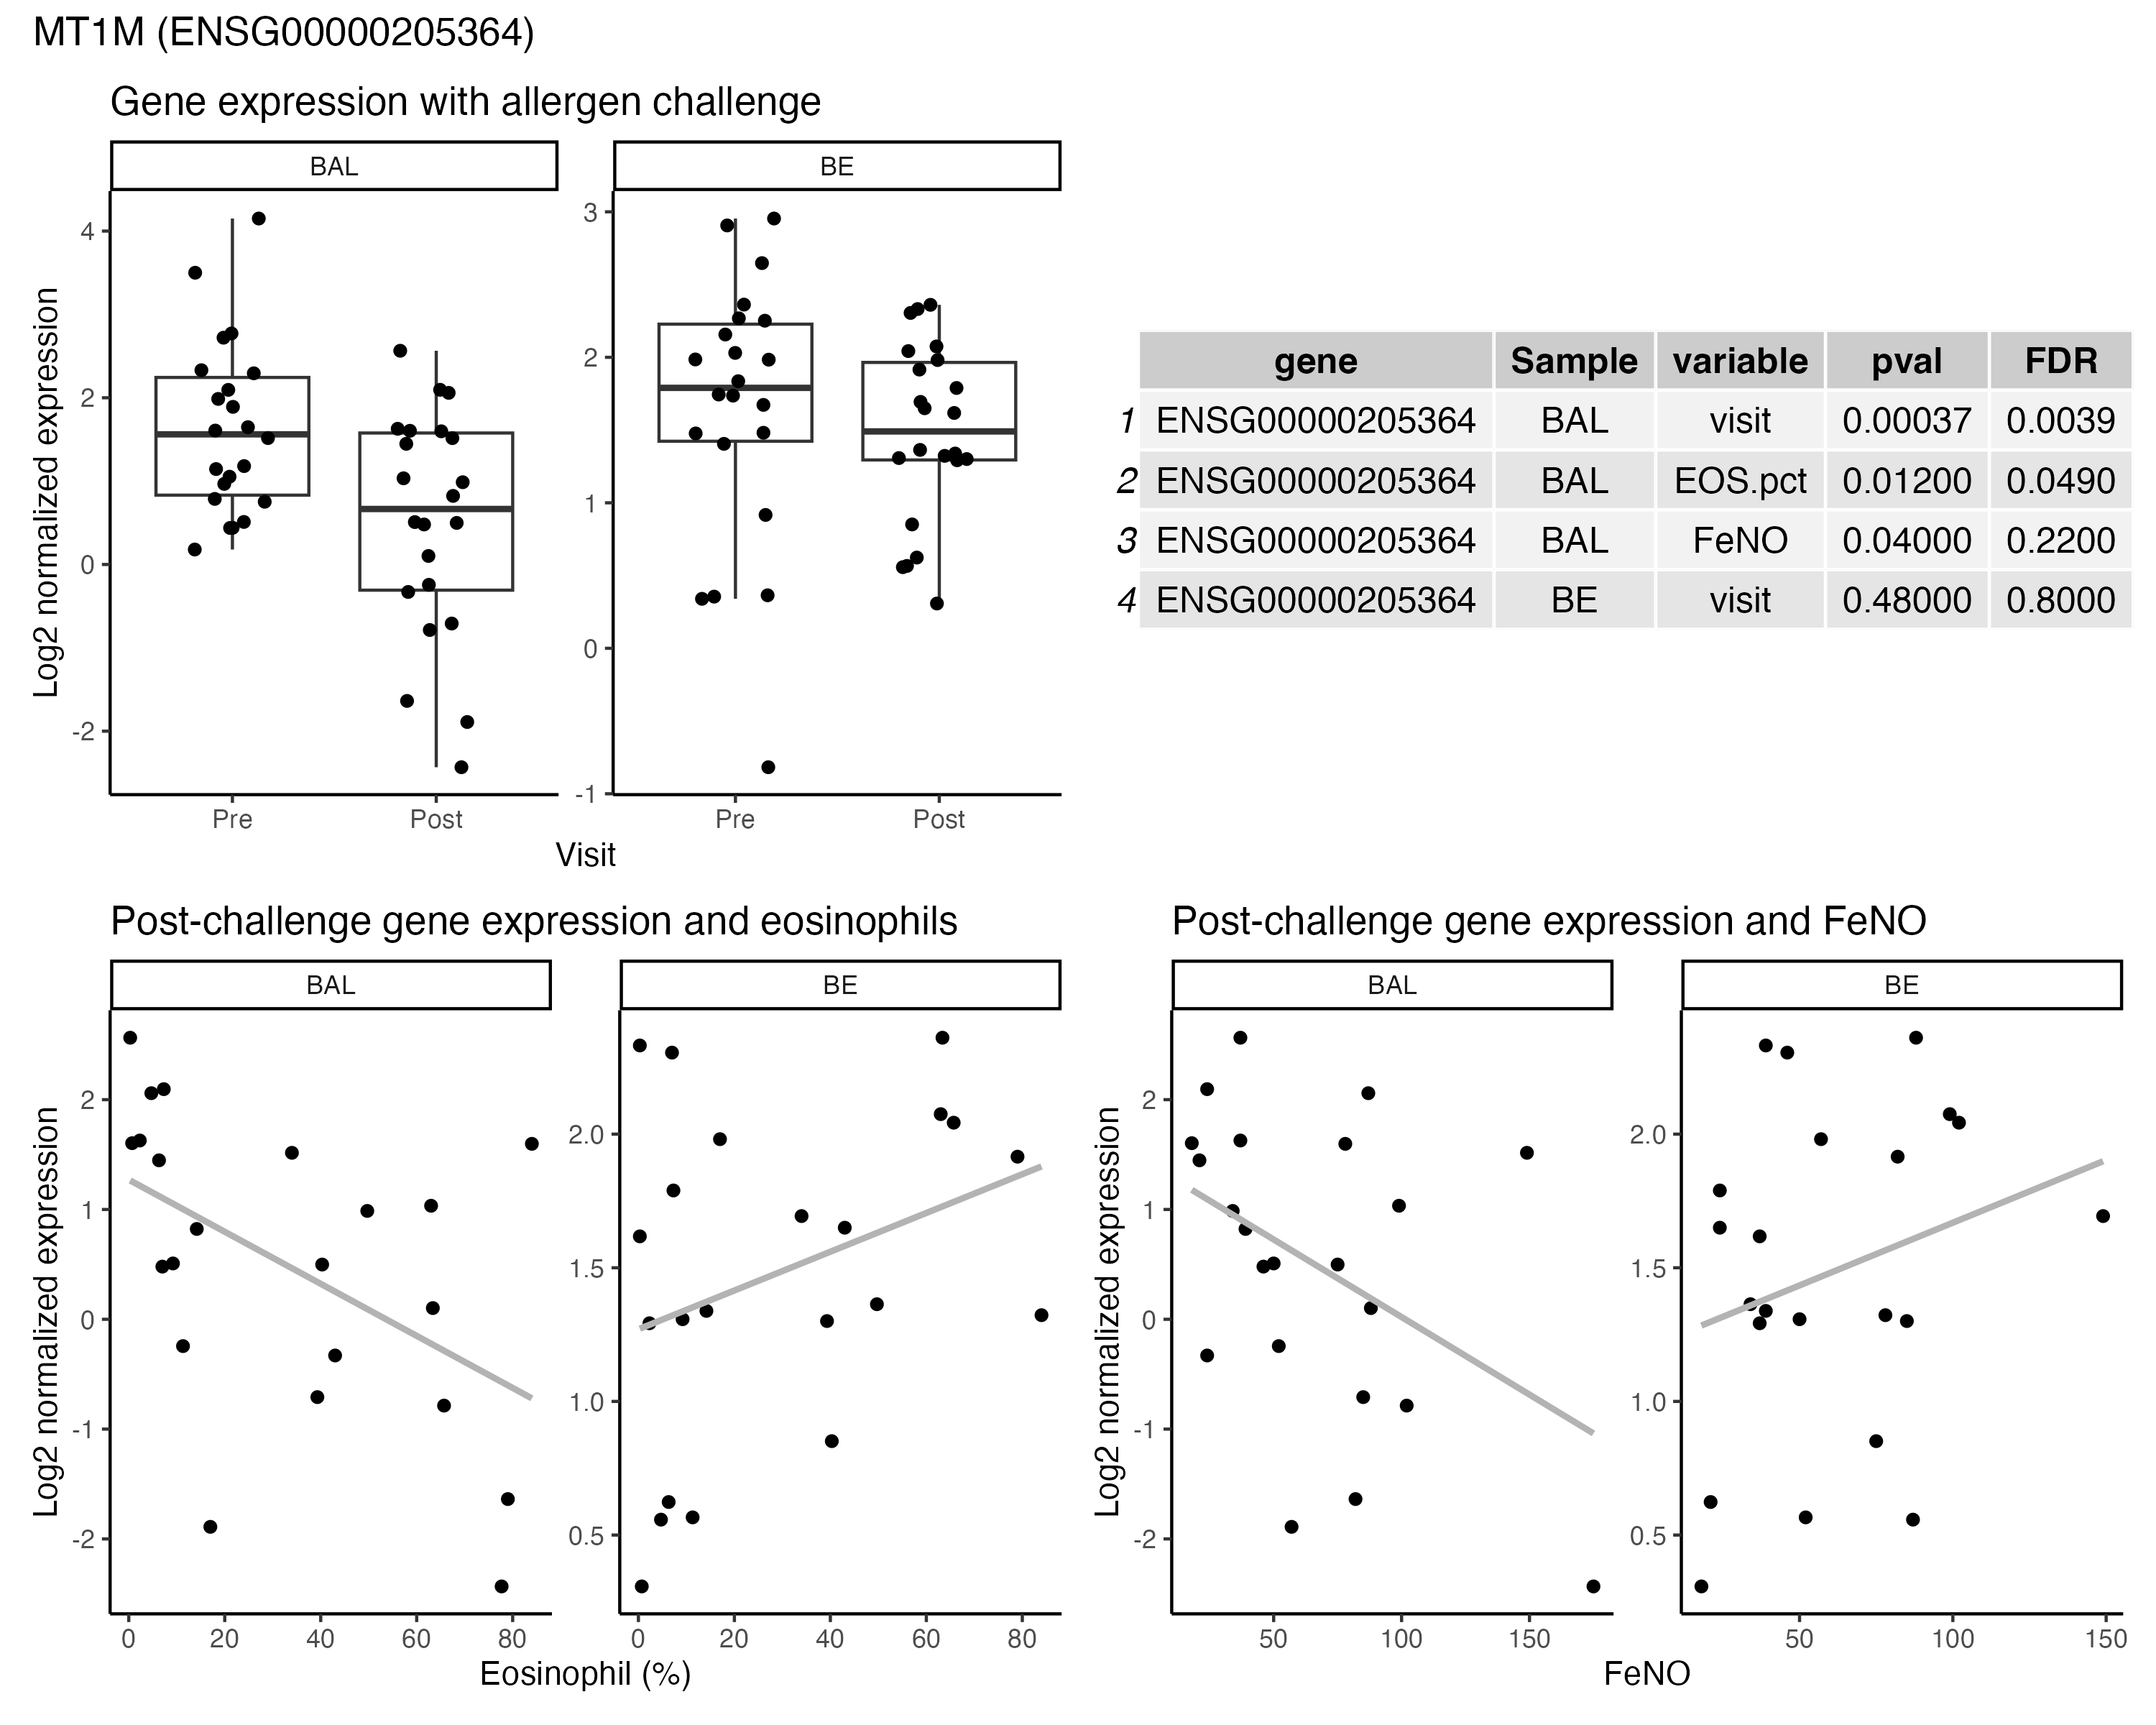 MT1M (ENSG00000205364)
Gene expression with allergen challenge
BAL
BE
Log2 normalized expression
4
2
0
-2
3
2
1
0
-1
Pre
Post
Pre
Post
Visit
gene Sample variable pval FDR
1 ENSG00000205364 BAL visit 0.00037 0.0039
2 ENSG00000205364 BAL EOS.pct 0.01200 0.0490
3 ENSG00000205364 BAL FeNO 0.04000 0.2200
4 ENSG00000205364 BE visit 0.48000 0.8000
Post-challenge gene expression and eosinophils
BAL
BE
Log2 normalized expression
2
1
0
-1
-2
2.0
1.5
1.0
0.5
0 20 40 60 80
0 20 40 60 80
Eosinophil (%)
Post-challenge gene expression and FeNO
BAL
BE
Log2 normalized expression
2
1
0
-1
-2
2.0
1.5
1.0
0.5
50 100 150
50 100 150
FeNO